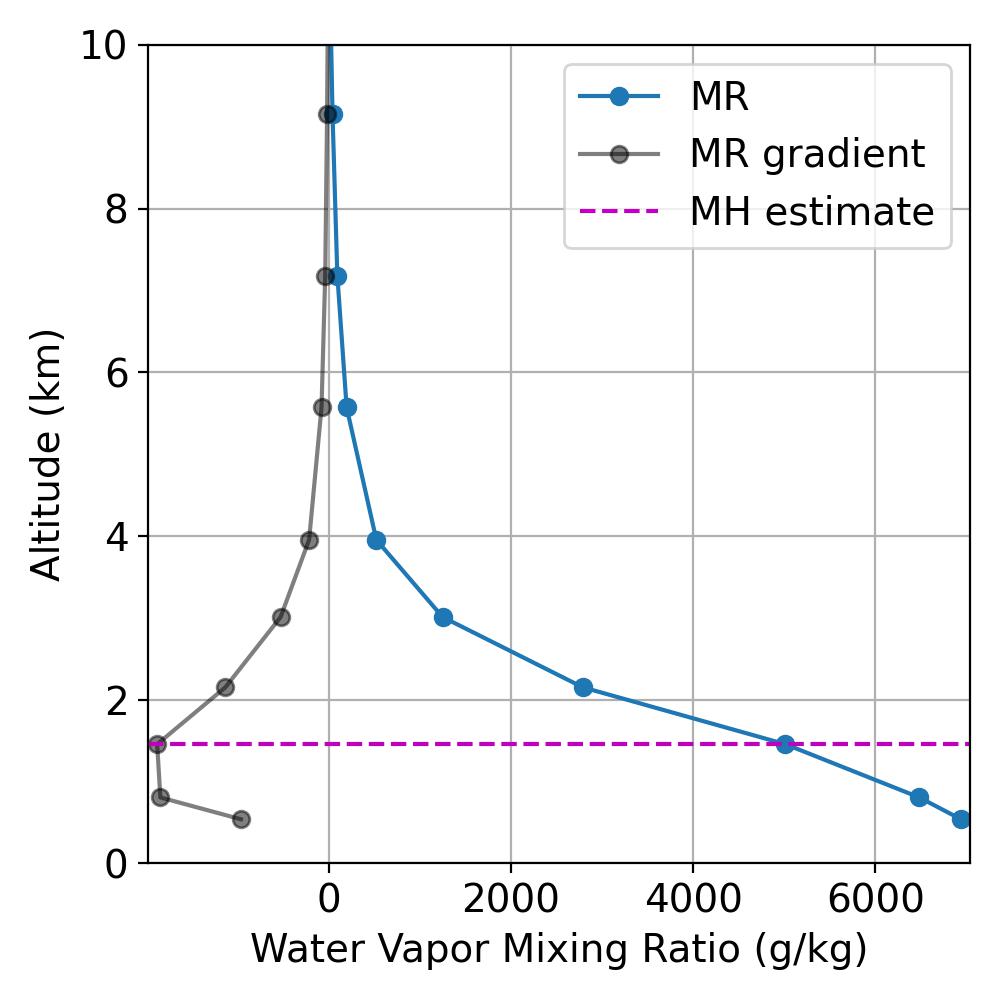 10
8
6
4
2
0
Altitude (km)
MR
MR gradient
MH estimate
0 2000 4000 6000
Water Vapor Mixing Ratio (g/kg)